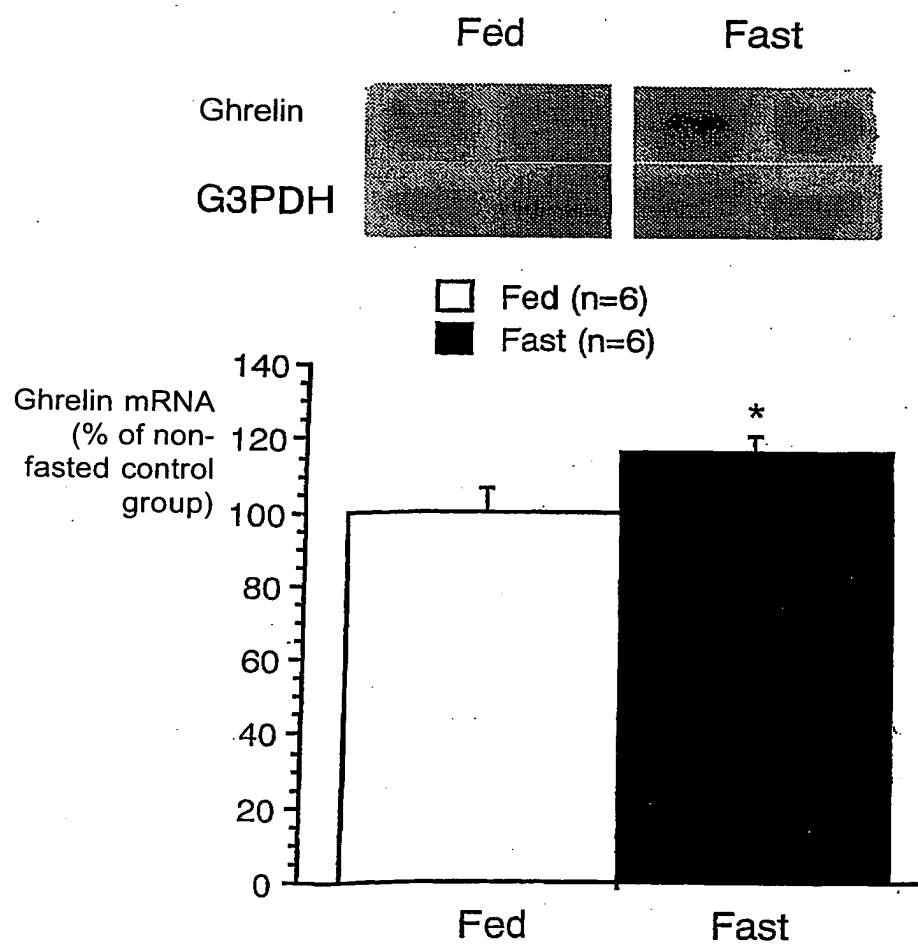 Fed Fast
Ghrelin
G3PDH
Fed (n=6)
Fast (n=6)
Ghrelin mRNA
(% of non-
fasted control
group)
140
120
100
80
60
40
20
0
*
Fed Fast